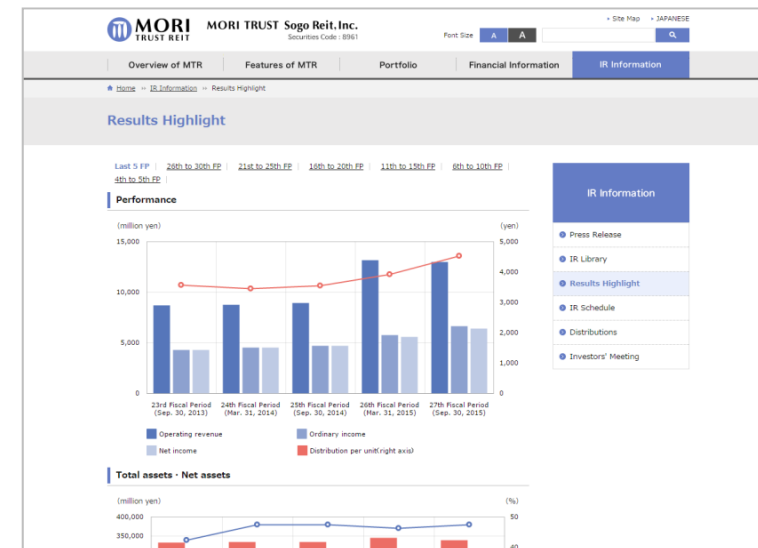 MORI
TRUST REIT
MORI TRUST Sogo Reit,Inc.
Securities Code : 8961
Font Size
A
A
Site Map
JAPANESE
Overview of MTR
Features of MTR
Portfolio
Financial Information
IR Information
Home >> IR Information >> Results Highlight
Results Highlight
Last 5 FP | 26th to 30th FP | 21st to 25th FP | 16th to 20th FP | 11th to 15th FP | 6th to 10th FP |
4th to 5th FP |
Performance
(million yen)
(yen)
15,000
10,000
5,000
0
5,000
4,000
3,000
2,000
1,000
0
23rd Fiscal Period
(Sep. 30, 2013)
24th Fiscal Period
(Mar. 31, 2014)
25th Fiscal Period
(Sep. 30, 2014)
26th Fiscal Period
(Mar. 31, 2015)
27th Fiscal Period
(Sep. 30, 2015)
Operating revenue
Ordinary income
Net income
Distribution per unit(right axis)
Total assets · Net assets
(million yen)
(%)
400,000
350,000
50
40
IR Information
Press Release
IR Library
Results Highlight
IR Schedule
Distributions
Investors' Meeting